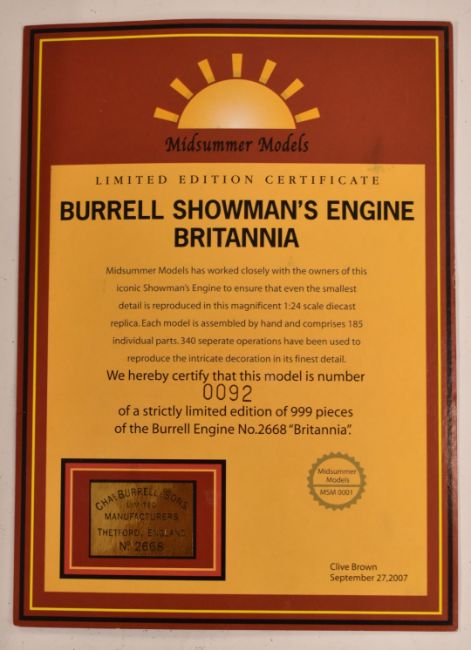 Midsummer Models
LIMITED EDITION CERTIFICATE
BURRELL SHOWMAN'S ENGINE
BRITANNIA
Midsummer Models has worked closely with the owners of this
iconic Showman's Engine to ensure that even the smallest
detail is reproduced in this magnificent 1:24 scale diecast
replica. Each model is assembled by hand and comprises 185
individual parts. 340 seperate operations have been used to
reproduce the intricate decoration in its finest detail.
We hereby certify that this model is number
0092
of a strictly limited edition of 999 pieces
of the Burrell Engine No.2668 "Britannia".
Midsummer
Models
MSM 0001
CHAS BURRELL & SONS
LIMITED
MANUFACTURERS
THETFORD, ENGLAND
No 2668
Clive Brown
September 27,2007